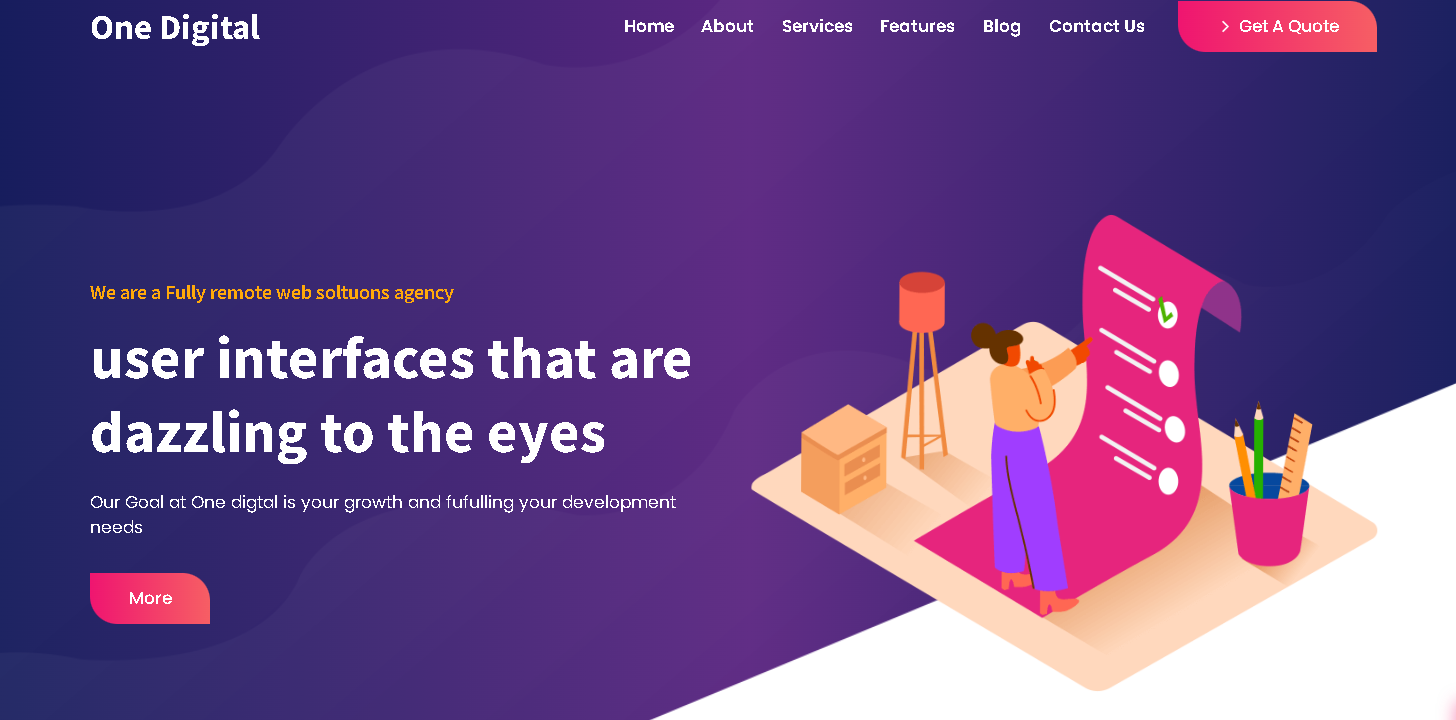 One Digital
Home About Services Features Blog Contact Us Get A Quote
We are a Fully remote web soltuons agency
user interfaces that are
dazzling to the eyes
Our Goal at One digtal is your growth and fufulling your development
needs
More